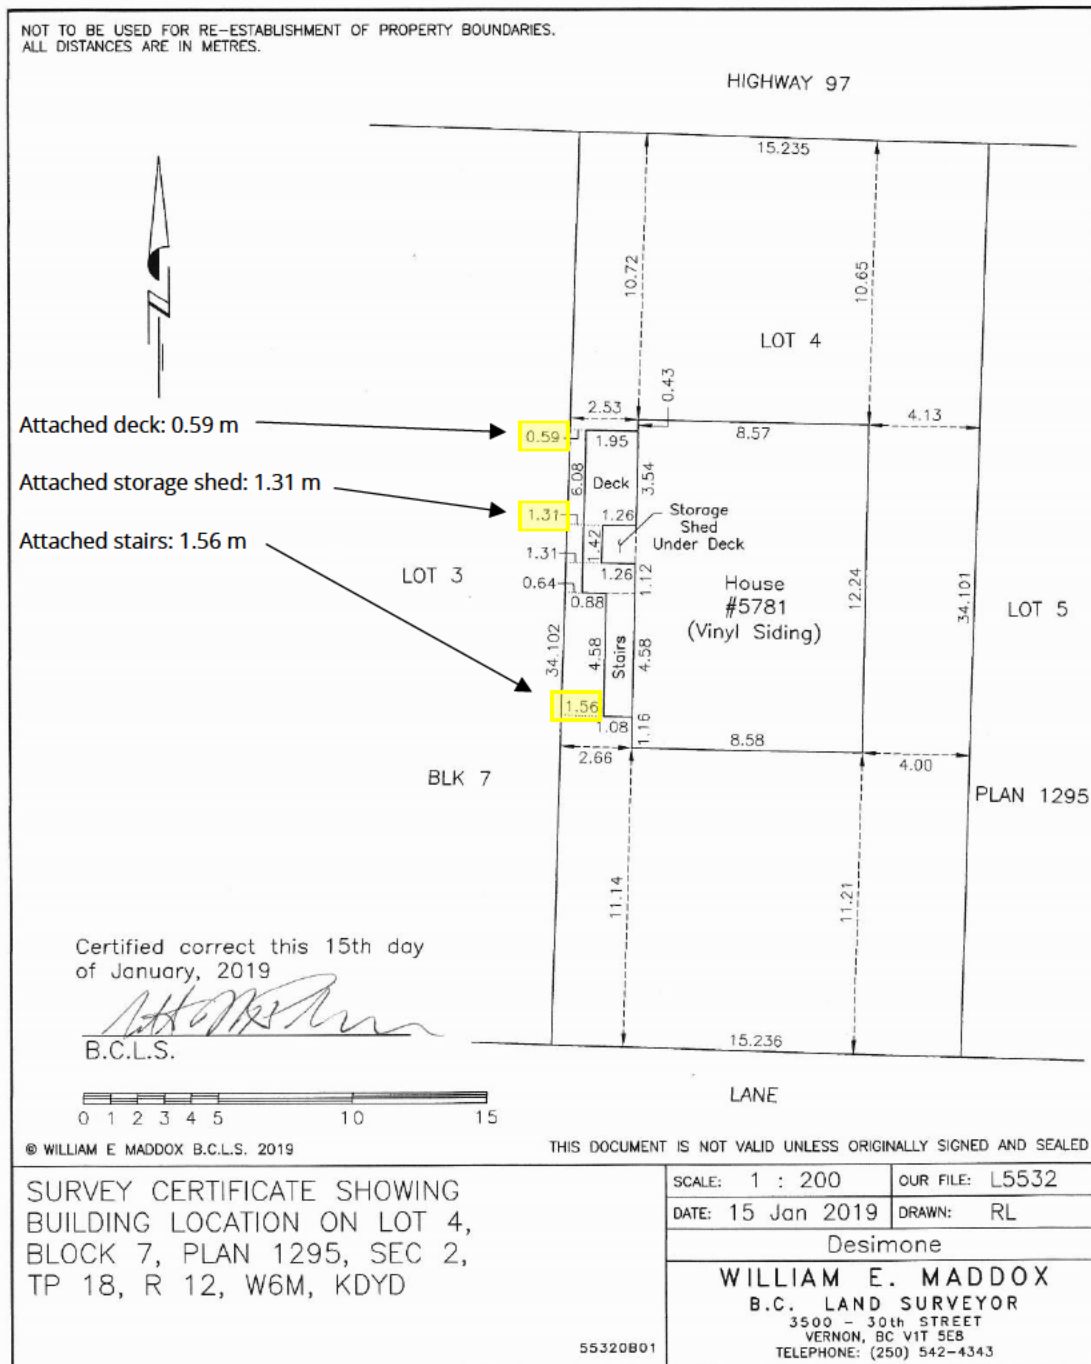 NOT TO BE USED FOR RE-ESTABLISHMENT OF PROPERTY BOUNDARIES.
ALL DISTANCES ARE IN METRES.
HIGHWAY 97
15.235
10.72
10.65
LOT 4
0.43
2.53
4.13
Attached deck: 0.59 m
0.59
1.95
8.57
6.08
Deck
3.54
Attached storage shed: 1.31 m
1.31
1.26
Storage
Shed
Under Deck
Attached stairs: 1.56 m
1.31
1.42
1.26
1.12
LOT 3
0.64
0.88
House
#5781
(Vinyl Siding)
12.24
34.101
LOT 5
34.102
4.58
Stairs
4.58
1.56
1.08
1.16
8.58
2.66
4.00
BLK 7
PLAN 1295
11.14
11.21
Certified correct this 15th day
of January, 2019
B.C.L.S.
15.236
LANE
0 1 2 3 4 5 10 15
© WILLIAM E MADDOX B.C.L.S. 2019
THIS DOCUMENT IS NOT VALID UNLESS ORIGINALLY SIGNED AND SEALED
SURVEY CERTIFICATE SHOWING
BUILDING LOCATION ON LOT 4,
BLOCK 7, PLAN 1295, SEC 2,
TP 18, R 12, W6M, KDYD
55320B01
SCALE: 1 : 200
OUR FILE: L5532
DATE: 15 Jan 2019
DRAWN: RL
Desimone
WILLIAM E. MADDOX
B.C. LAND SURVEYOR
3500 - 30th STREET
VERNON, BC V1T 5E8
TELEPHONE: (250) 542-4343